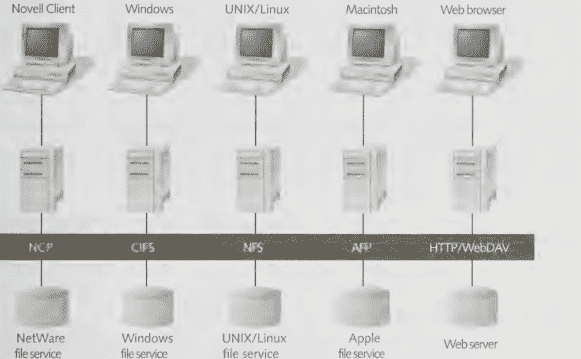 Novell Client
Windows
UNIX/Linux
Macintosh
Web browser
NCP
CIFS
NFS
AFP
HTTP/WebDAV
NetWare
file service
Windows
file service
UNIX/Linux
file service
Apple
file service
Web server